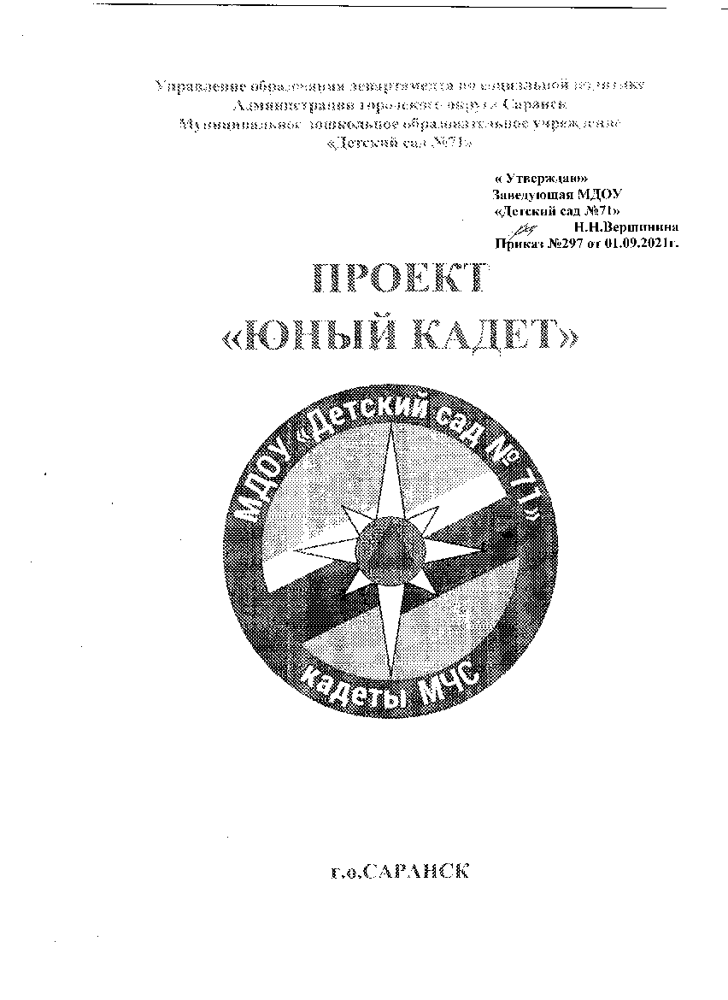 Управление образования департамента по социальной политике
Администрации городского округа Саранск
Муниципальное дошкольное образовательное учреждение
«Детский сад №71»
« Утверждаю»
Заведующая МДОУ
«Детский сад №71»
Н.Н.Вершинина
Приказ №297 от 01.09.2021г.
ПРОЕКТ
«ЮНЫЙ КАДЕТ»
МДОУ «Детский сад № 71»
кадеты МЧС
г.о.САРАНСК